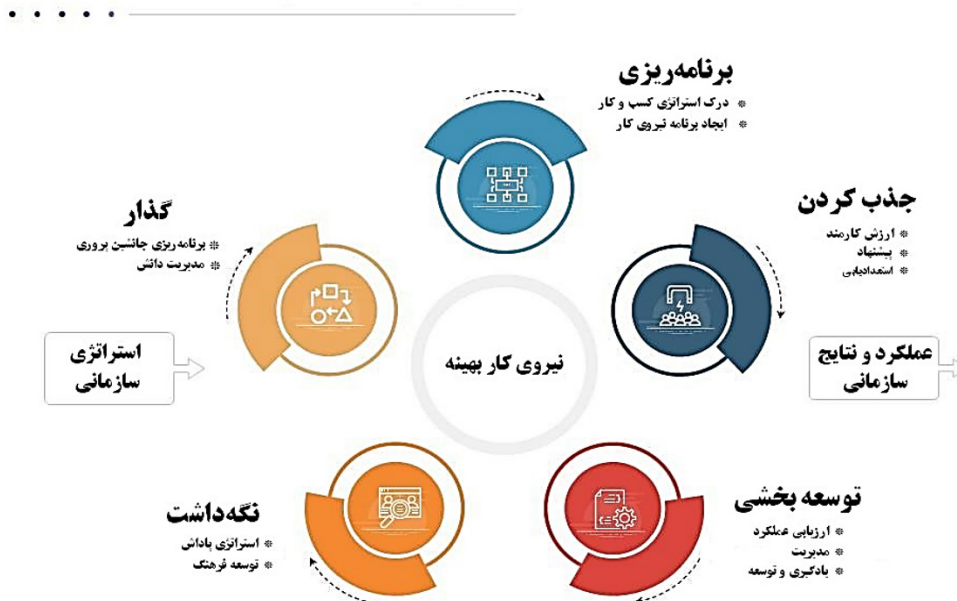 برنامه‌ریزی
درک استراتژی کسب و کار
ایجاد برنامه نیروی کار
جذب کردن
ارزش کارمند
پیشنهاد
استعدادیابی
عملکرد و نتایج
سازمانی
توسعه بخشی
ارزیابی عملکرد
مدیریت
یادگیری و توسعه
نگه‌داشت
استراتژی پاداش
توسعه فرهنگ
گذار
برنامه‌ریزی جانشین پروری
مدیریت دانش
استراتژی
سازمانی
نیروی کار بهینه